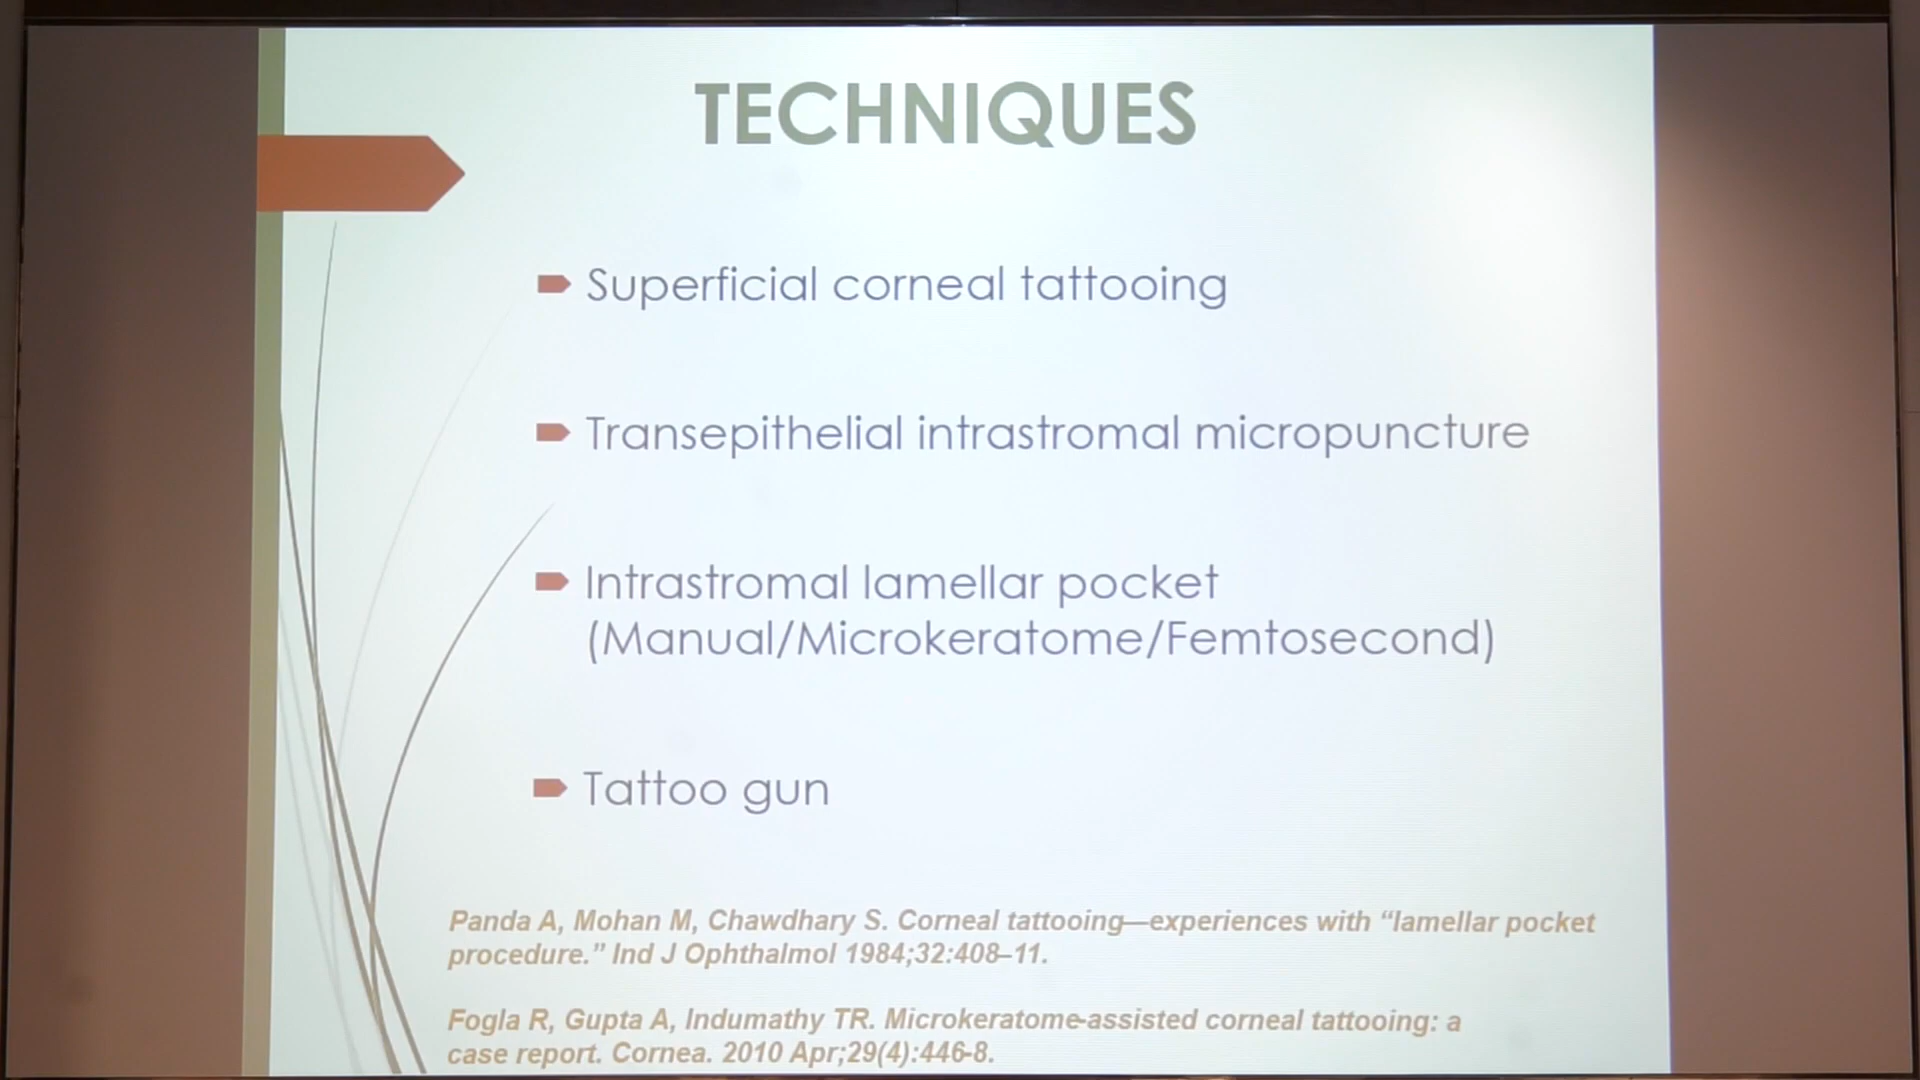 TECHNIQUES
Superficial corneal tattooing
Transepithelial intrastromal micropuncture
Intrastromal lamellar pocket
(Manual/Microkeratome/Femtosecond)
Tattoo gun
Panda A, Mohan M, Chawdhary S. Corneal tattooing—experiences with “lamellar pocket
procedure.” Ind J Ophthalmol 1984;32:408–11.
Fogla R, Gupta A, Indumathy TR. Microkeratome-assisted corneal tattooing: a
case report. Cornea. 2010 Apr;29(4):446-8.